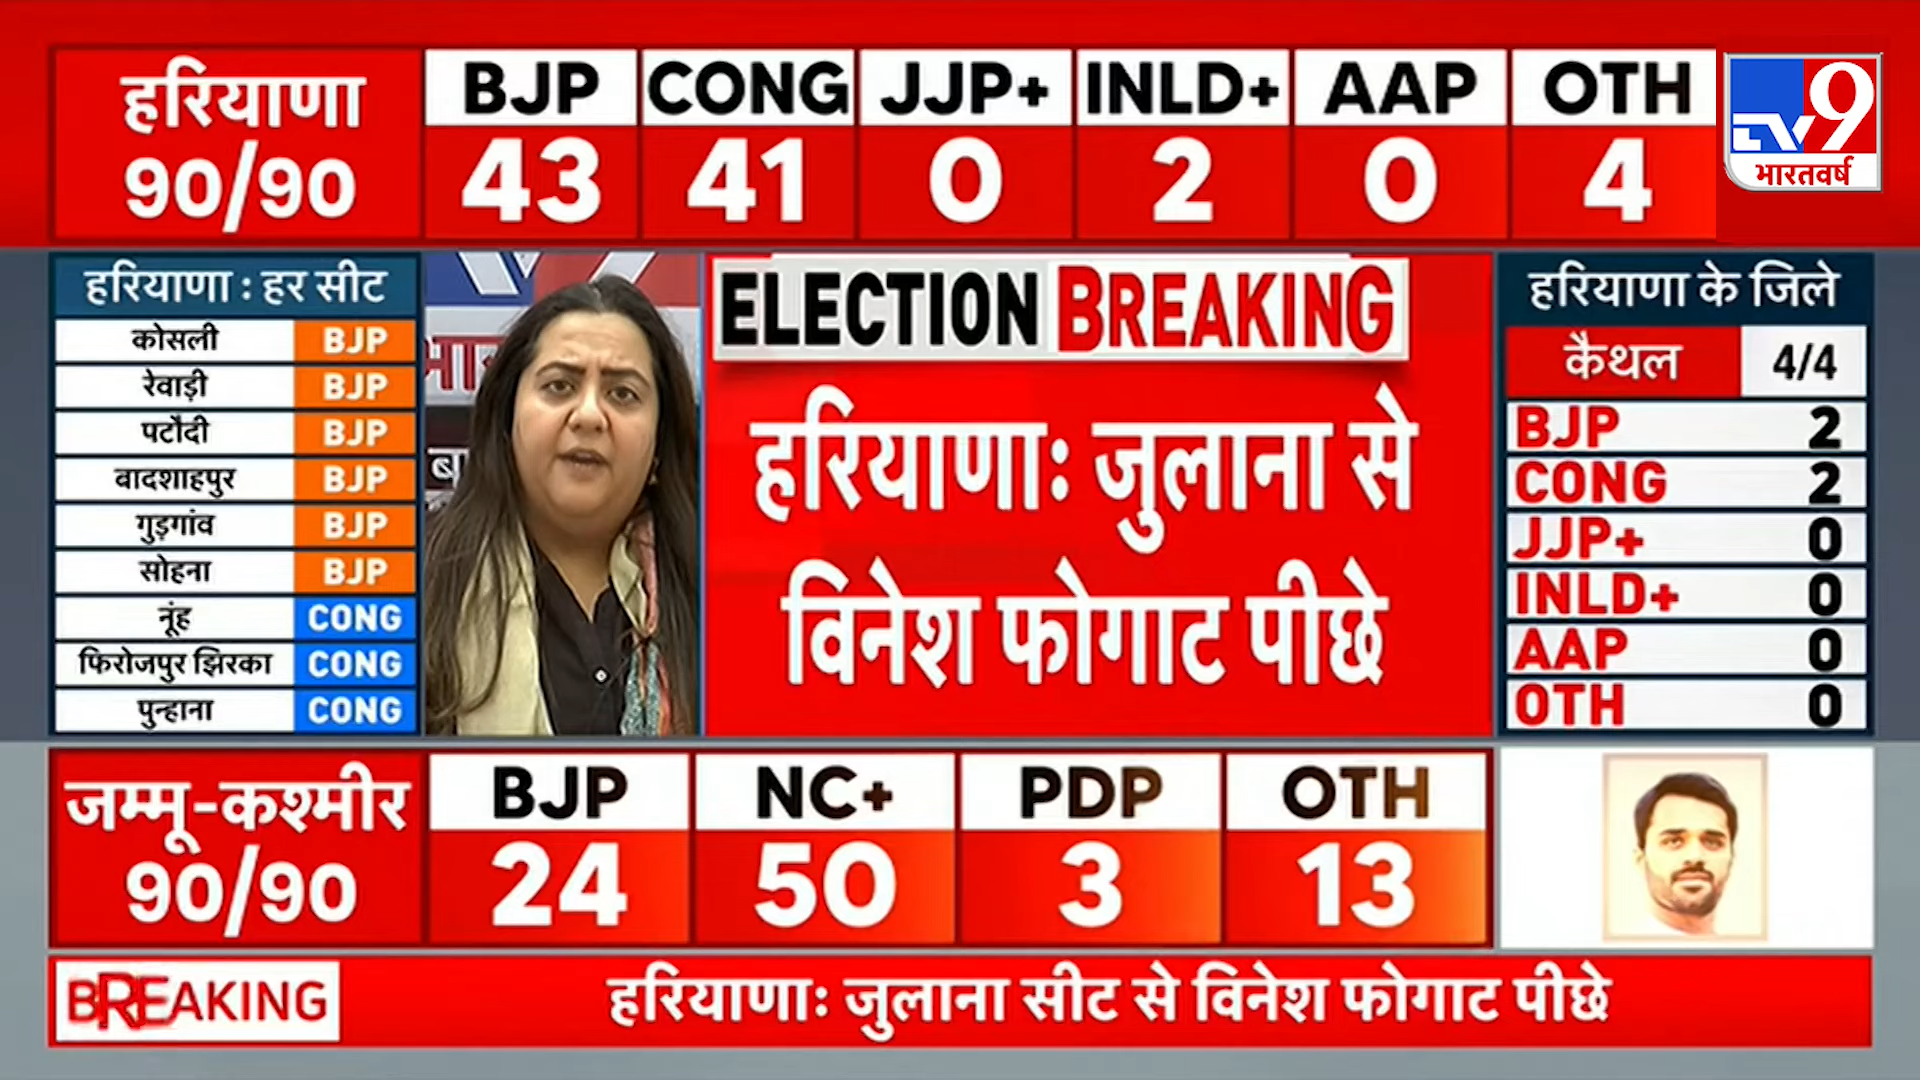 हरियाणा
90/90
BJP CONG JJP+ INLD+ AAP OTH
43 41 0 2 0 4
TV9
भारतवर्ष
हरियाणा : हर सीट
कोसली BJP
रेवाड़ी BJP
पटौदी BJP
बादशाहपुर BJP
गुड़गांव BJP
सोहना BJP
नूंह CONG
फिरोजपुर झिरका CONG
पुन्हाना CONG
ELECTION BREAKING
हरियाणाः जुलाना से
विनेश फोगाट पीछे
हरियाणा के जिले
कैथल 4/4
BJP 2
CONG 2
JJP+ 0
INLD+ 0
AAP 0
OTH 0
जम्मू-कश्मीर
90/90
BJP NC+ PDP OTH
24 50 3 13
BREAKING
हरियाणाः जुलाना सीट से विनेश फोगाट पीछे